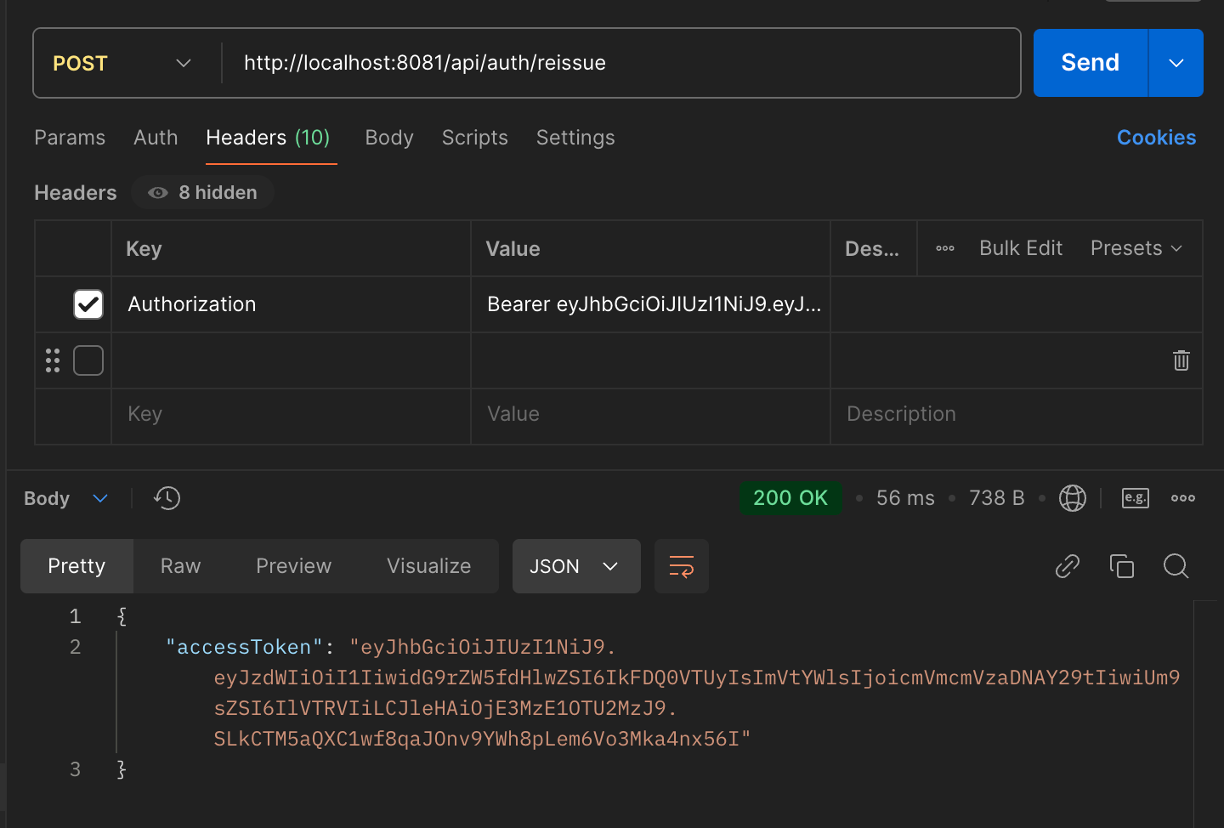 POST http://localhost:8081/api/auth/reissue Send
Params Auth Headers (10) Body Scripts Settings Cookies
Headers 8 hidden
Key Value Des... Bulk Edit Presets
Authorization Bearer eyJhbGciOiJIUzI1NiJ9.eyJ...
Key Value Description
Body 200 OK • 56 ms • 738 B • e.g.
Pretty Raw Preview Visualize JSON
1 {
2 "accessToken": "eyJhbGciOiJIUzI1NiJ9.
eyJzdWIiOiI1IiwidG9rZW5fdHlwZSI6IkFDQ0VTUyIsImVtYWlsIjoicmVmcmVzaDNAY29tIiwiUm9
sZSI6IlVTRVIiLCJleHAiOjE3MzE1OTU2MzJ9.
SLkCTM5aQXC1wf8qaJOnv9YWh8pLem6Vo3Mka4nx56I"
3 }